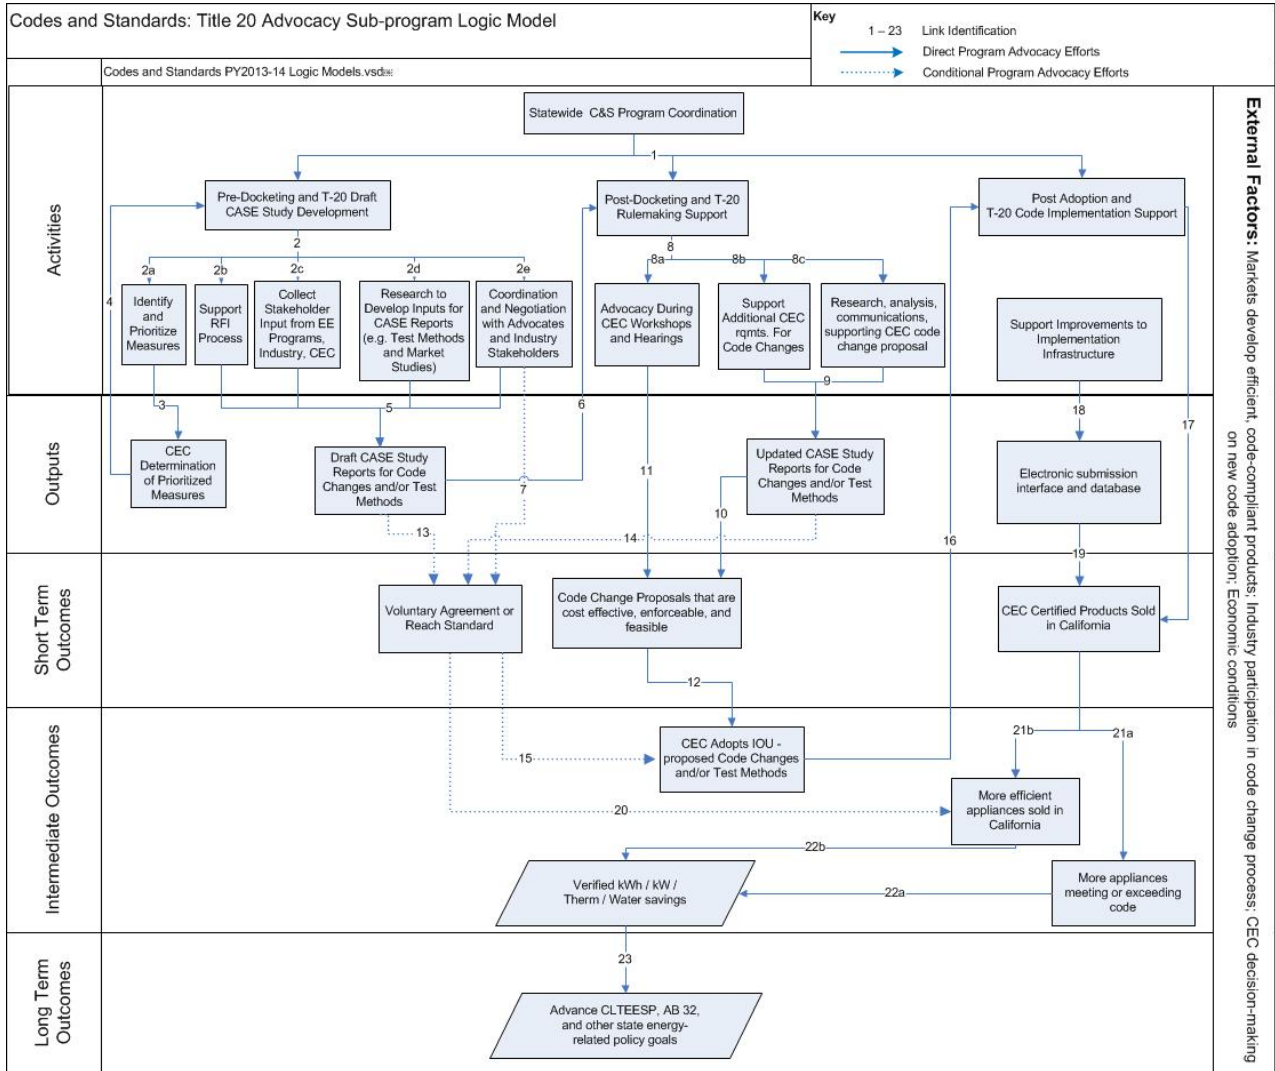 Codes and Standards: Title 20 Advocacy Sub-program Logic Model
Key
1 – 23 Link Identification
Direct Program Advocacy Efforts
Conditional Program Advocacy Efforts
Codes and Standards PY2013-14 Logic Models.vsd
Activities
Statewide C&S Program Coordination
1
Pre-Docketing and T-20 Draft
CASE Study Development
Post-Docketing and T-20
Rulemaking Support
Post Adoption and
T-20 Code Implementation Support
2
8
2a
2b
2c
2d
2e
8a
8b
8c
4
Identify
and
Prioritize
Measures
Support
RFI
Process
Collect
Stakeholder
Input from EE
Programs,
Industry, CEC
Research to
Develop Inputs for
CASE Reports
(e.g. Test Methods
and Market
Studies)
Coordination
and Negotiation
with Advocates
and Industry
Stakeholders
Advocacy During
CEC Workshops
and Hearings
Support
Additional CEC
rqmts. For
Code Changes
Research, analysis,
communications,
supporting CEC code
change proposal
Support Improvements to
Implementation
Infrastructure
9
Outputs
3
5
6
18
17
CEC
Determination
of Prioritized
Measures
Draft CASE Study
Reports for Code
Changes and/or Test
Methods
7
11
Updated CASE Study
Reports for Code
Changes and/or Test
Methods
Electronic submission
interface and database
10
13
14
16
19
Short Term
Outcomes
Voluntary Agreement or
Reach Standard
Code Change Proposals that are
cost effective, enforceable, and
feasible
CEC Certified Products Sold
in California
12
Intermediate Outcomes
21b
21a
15
CEC Adopts IOU -
proposed Code Changes
and/or Test Methods
20
More efficient
appliances sold in
California
22b
Verified kWh / kW /
Therm / Water savings
22a
More appliances
meeting or exceeding
code
Long Term
Outcomes
23
Advance CLTEESP, AB 32,
and other state energy-
related policy goals
External Factors: Markets develop efficient, code-compliant products; Industry participation in code change process; CEC decision-making
on new code adoption; Economic conditions